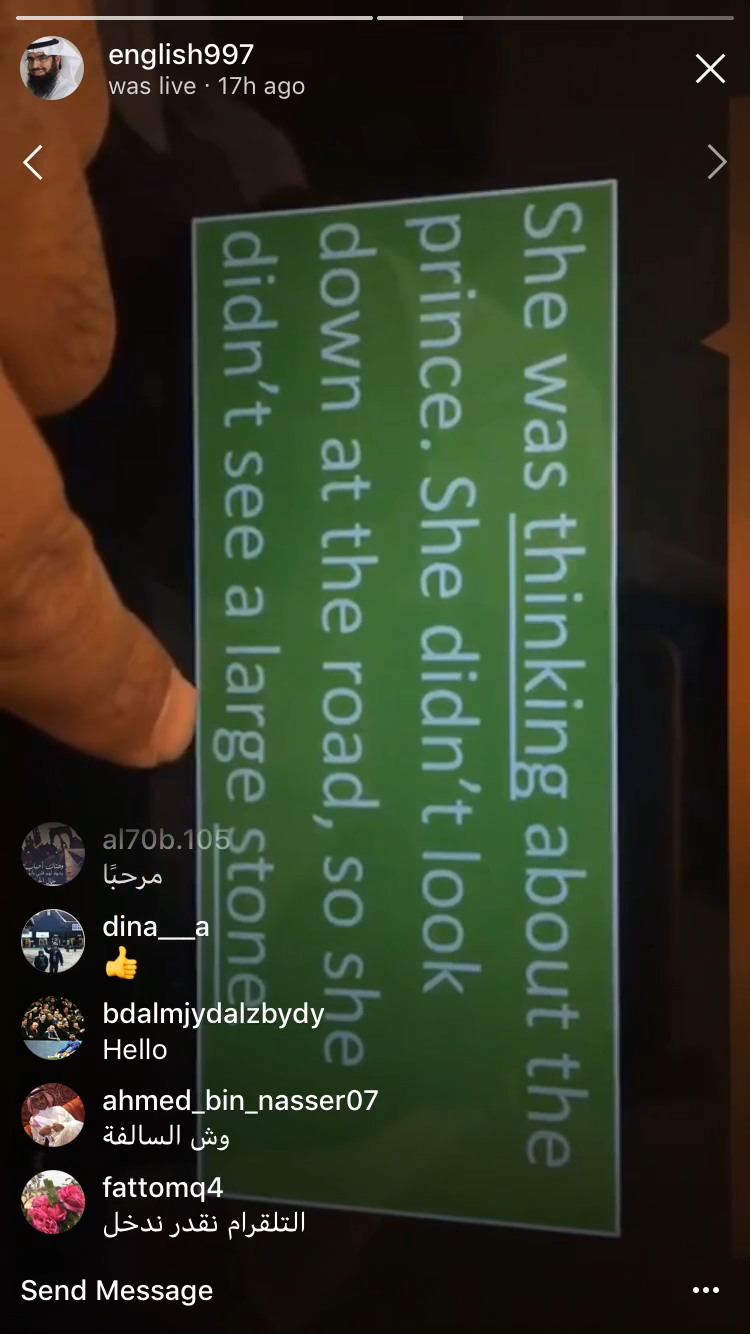 english997
was live · 17h ago
She was thinking about the
prince. She didn't look
down at the road, so she
didn't see a large stone.
al70b.105
مرحبًا
dina___a
👍
bdalmjydalzbydy
Hello
ahmed_bin_nasser07
وش السالفة
fattomq4
التلقرام نقدر ندخل
Send Message